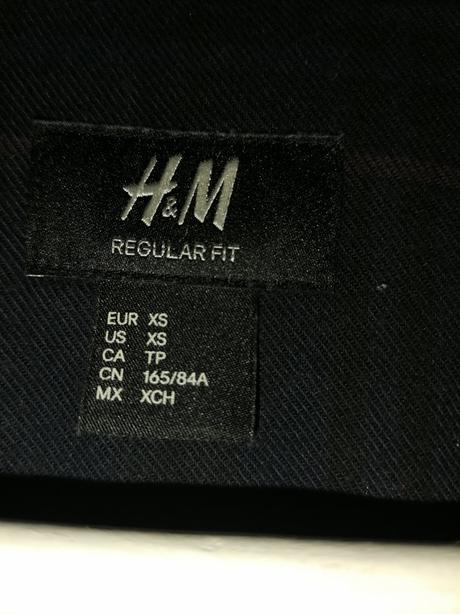 H&M
REGULAR FIT
EUR XS
US XS
CA TP
CN 165/84A
MX XCH